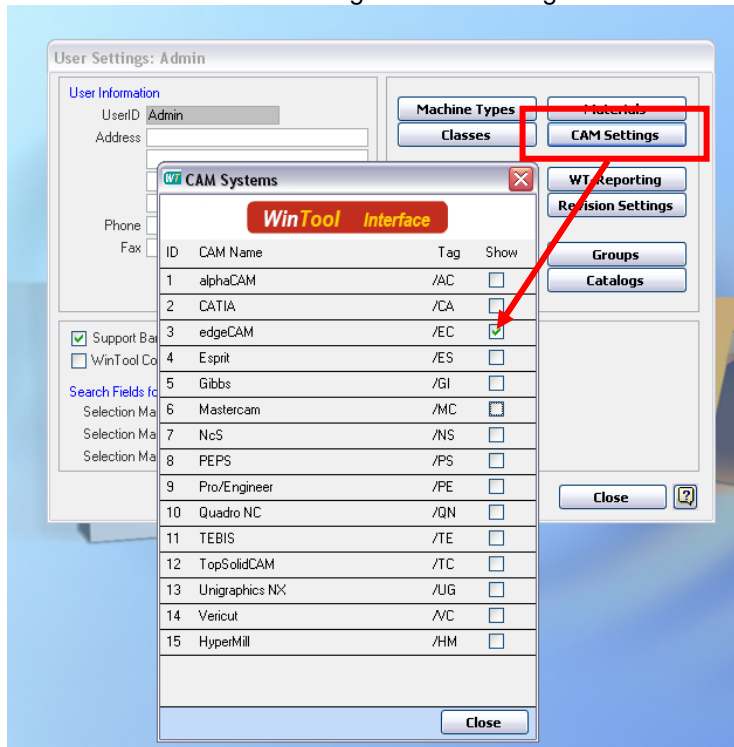 User Settings: Admin
User Information
UserID Admin
Address
Phone
Fax
Machine Types
Materials
Classes
CAM Settings
WT-Reporting
Revision Settings
Groups
Catalogs
Support Ba
WinTool Co
Search Fields fo
Selection Ma
Selection Ma
Selection Ma
Close
WT CAM Systems
WinTool Interface
ID CAM Name Tag Show
1 alphaCAM /AC
2 CATIA /CA
3 edgeCAM /EC
4 Esprit /ES
5 Gibbs /GI
6 Mastercam /MC
7 NcS /NS
8 PEPS /PS
9 Pro/Engineer /PE
10 Quadro NC /QN
11 TEBIS /TE
12 TopSolidCAM /TC
13 Unigraphics NX /UG
14 Vericut /VC
15 HyperMill /HM
Close